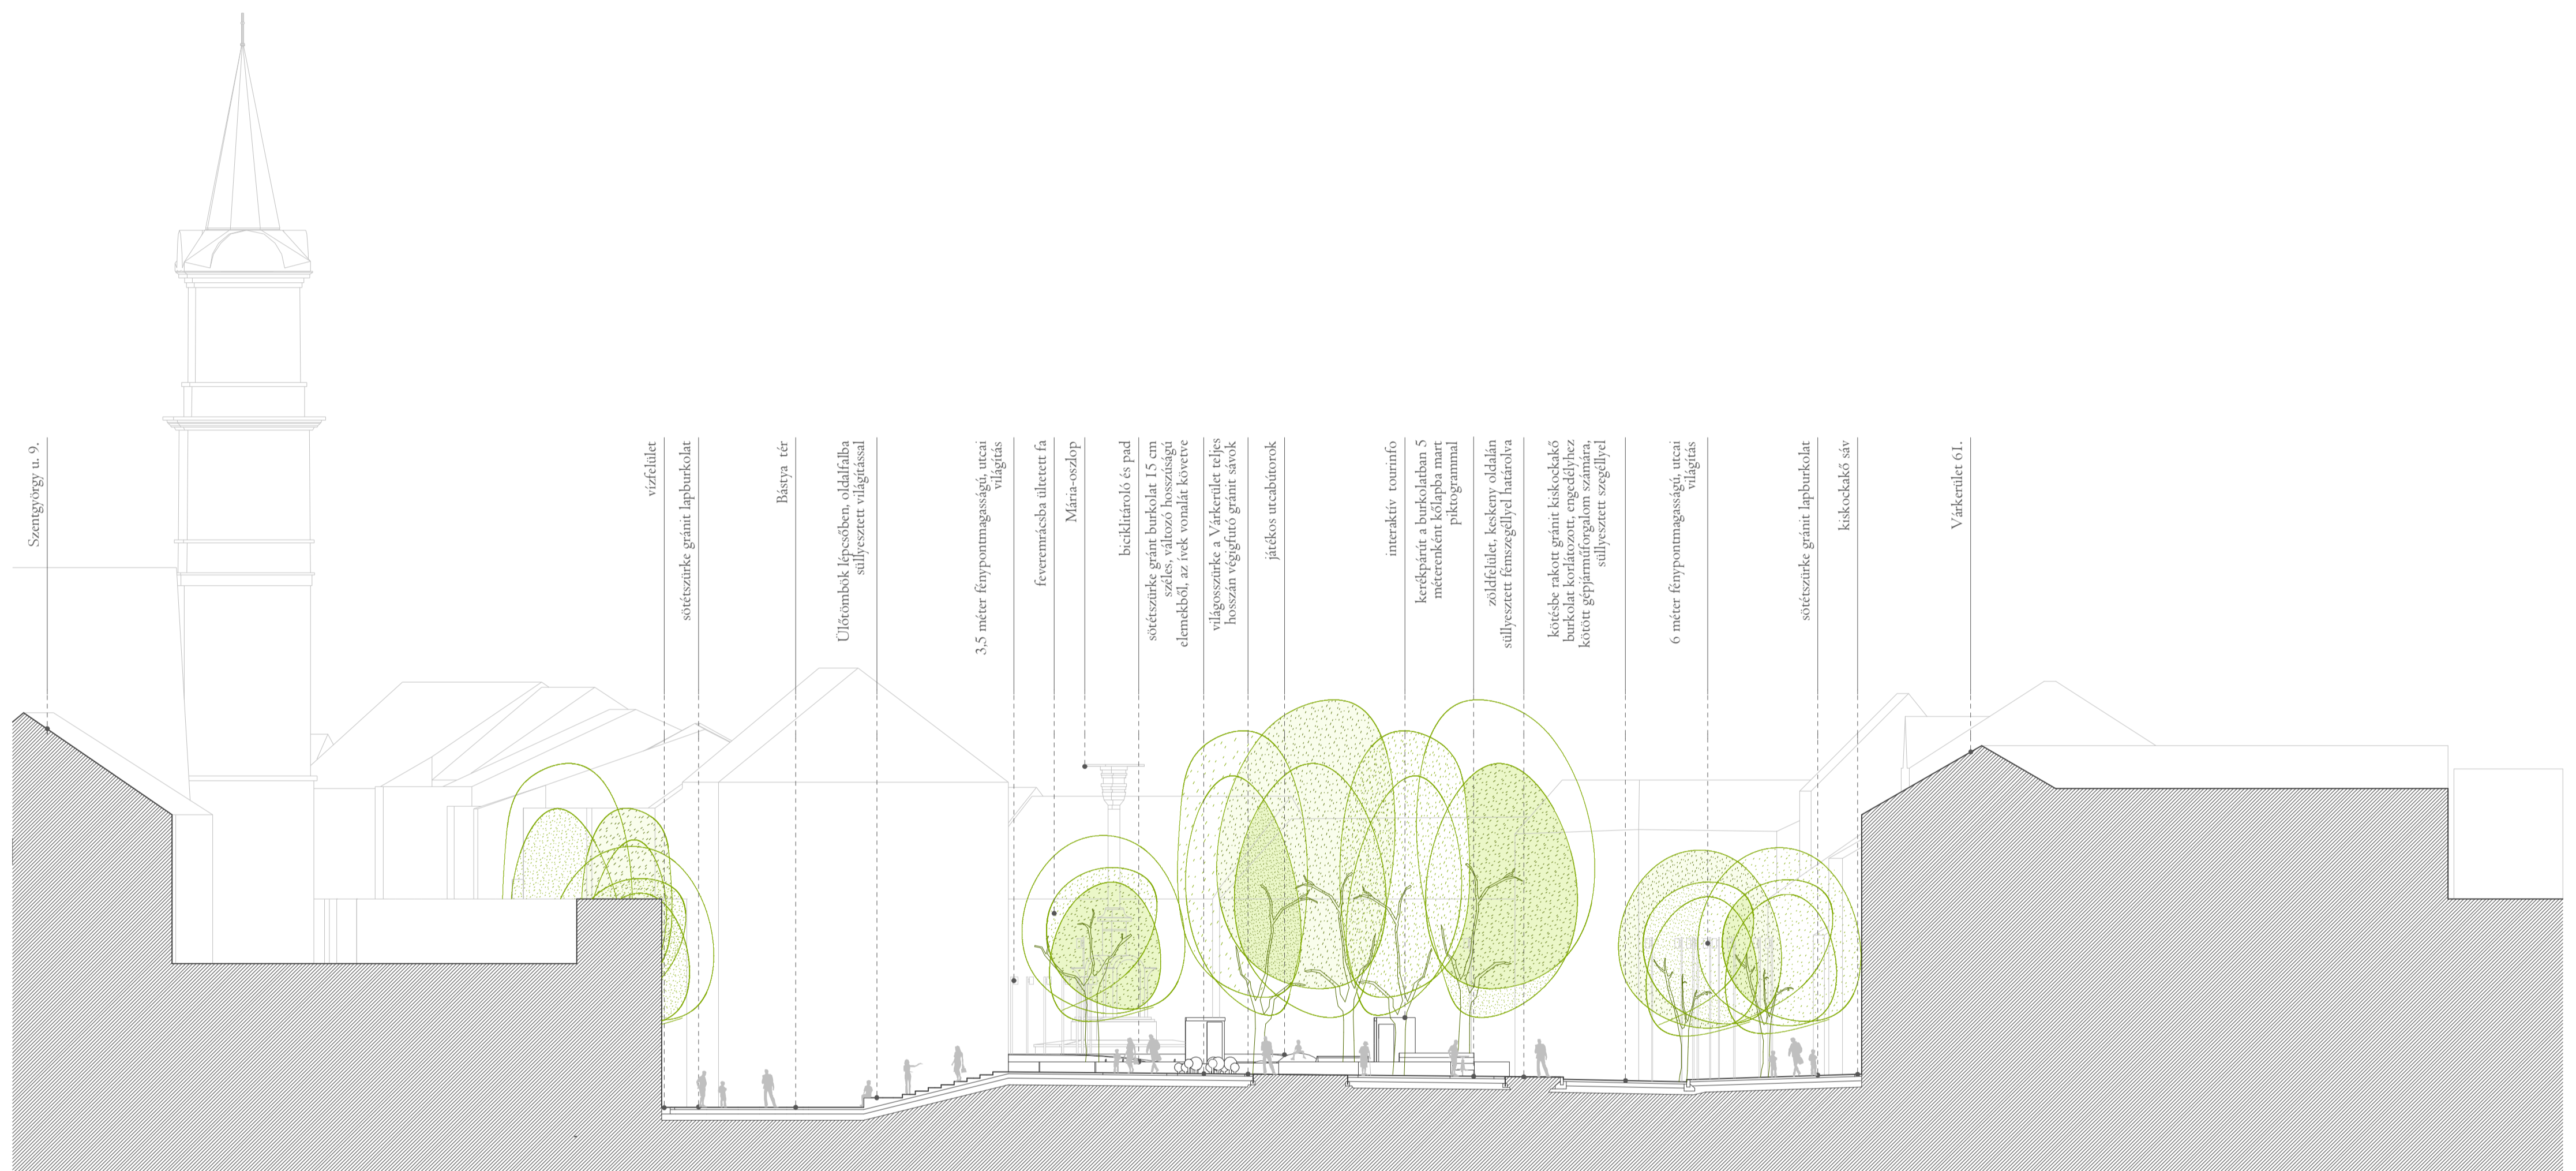 Szentgyörgy u. 9.
vízfelület
sötétszürke gránit lapburkolat
Bástya tér
Ülőtömbök lépcsőben, oldalfalba
süllyesztett világítással
3,5 méter fénypontmagasságú, utcai
világítás
feveremrácsba ültetett fa
Mária-oszlop
biciklitároló és pad
sötétszürke gránt burkolat 15 cm
széles, változó hosszúságú
elemekből, az ívek vonalát követve
világosszürke a Várkerület teljes
hosszán végigfutó gránit sávok
játékos utcabútorok
interaktív tourinfo
kerékpárút a burkolatban 5
méterenként kőlapba mart
piktogrammal
zöldfelület, keskeny oldalán
süllyesztett fémszegéllyel határolva
kötésbe rakott gránit kiskockakő
burkolat korlátozott, engedélyhez
kötött gépjárműforgalom számára,
süllyesztett szegéllyel
6 méter fénypontmagasságú, utcai
világítás
sötétszürke gránit lapburkolat
kiskockakő sáv
Várkerület 61.